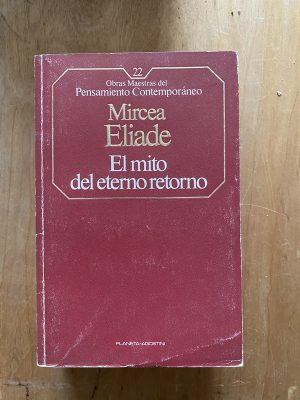 22
Obras Maestras del
Pensamiento Contemporáneo
Mircea
Eliade
El mito
del eterno retorno
PLANETA-AGOSTINI